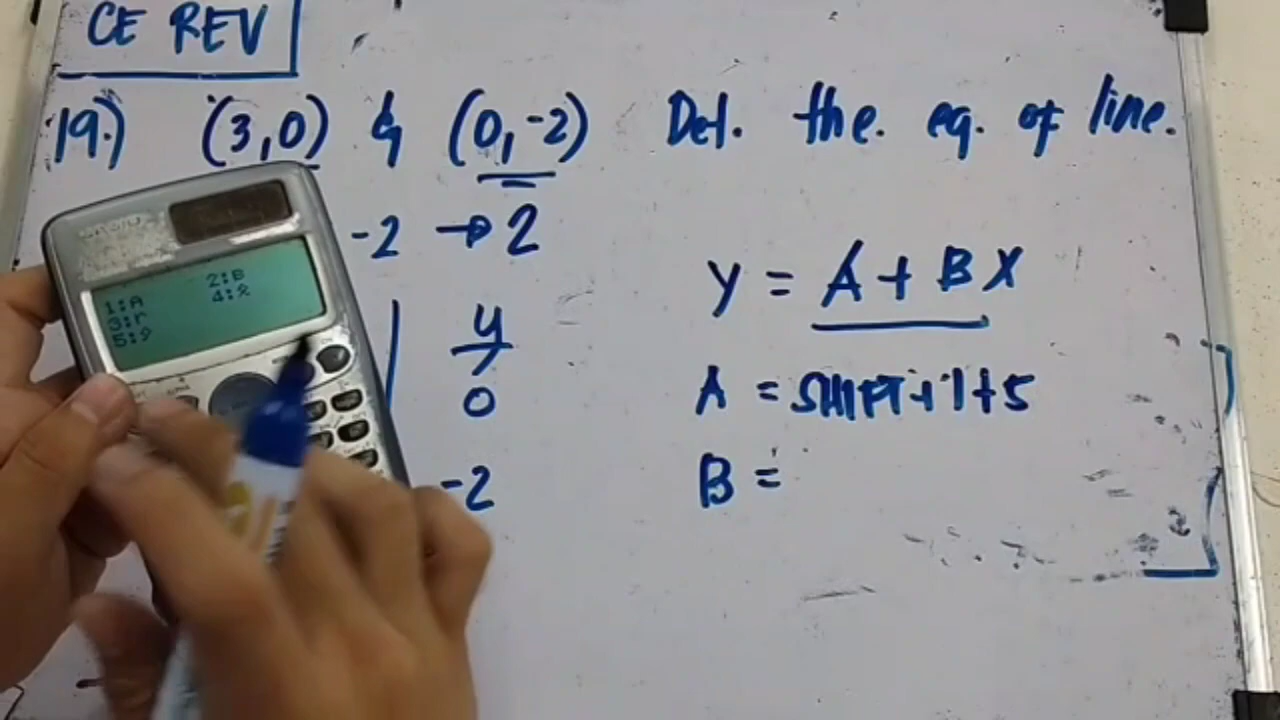 CE REV
19.) (3,0) & (0,-2) Det. the. eq. of line.
-2 → 2
1:A 2:B
3:r 4:x̂
5:ŷ
y
0
-2
y = A + BX
A = SHIFT+1+5
B =